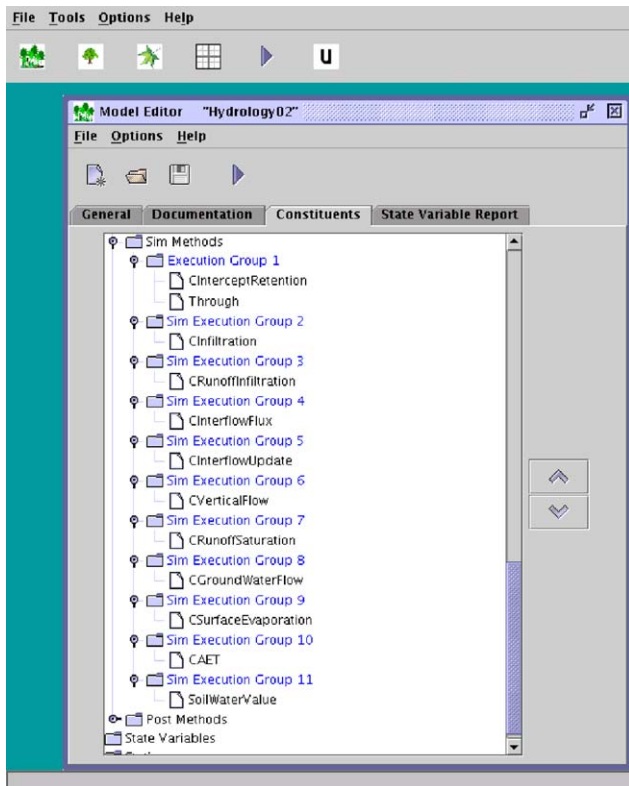 File Tools Options Help
U
Model Editor "Hydrology02"
File Options Help
General Documentation Constituents State Variable Report
Sim Methods
Execution Group 1
CInterceptRetention
Through
Sim Execution Group 2
CInfiltration
Sim Execution Group 3
CRunoffInfiltration
Sim Execution Group 4
CInterflowFlux
Sim Execution Group 5
CInterflowUpdate
Sim Execution Group 6
CVerticalFlow
Sim Execution Group 7
CRunoffSaturation
Sim Execution Group 8
CGroundWaterFlow
Sim Execution Group 9
CSurfaceEvaporation
Sim Execution Group 10
CAET
Sim Execution Group 11
SoilWaterValue
Post Methods
State Variables